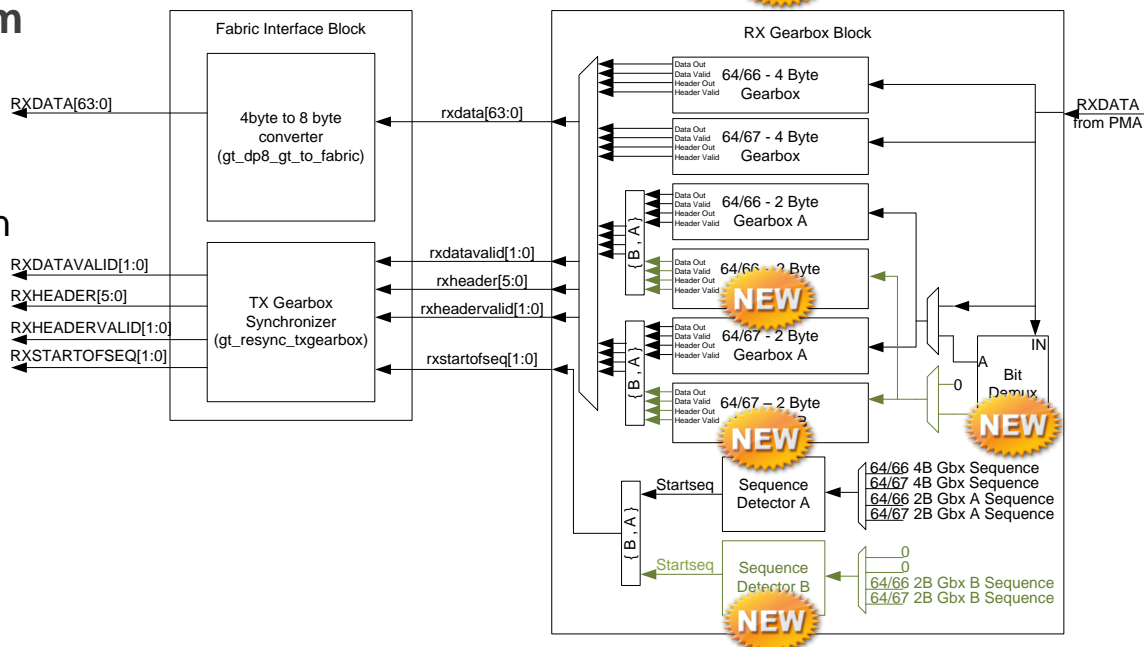 m
n
Fabric Interface Block
4byte to 8 byte
converter
(gt_dp8_gt_to_fabric)
TX Gearbox
Synchronizer
(gt_resync_txgearbox)
RXDATA[63:0]
RXDATAVALID[1:0]
RXHEADER[5:0]
RXHEADERVALID[1:0]
RXSTARTOFSEQ[1:0]
rxdata[63:0]
rxdatavalid[1:0]
rxheader[5:0]
rxheadervalid[1:0]
rxstartofseq[1:0]
RX Gearbox Block
Data Out
Data Valid
Header Out
Header Valid
64/66 - 4 Byte
Gearbox
Data Out
Data Valid
Header Out
Header Valid
64/67 - 4 Byte
Gearbox
{ B , A }
Data Out
Data Valid
Header Out
Header Valid
64/66 - 2 Byte
Gearbox A
Data Out
Data Valid
Header Out
Header Valid
64/66 - 2 Byte
NEW
{ B , A }
Data Out
Data Valid
Header Out
Header Valid
64/67 - 2 Byte
Gearbox A
Data Out
Data Valid
Header Out
Header Valid
64/67 – 2 Byte
B
NEW
RXDATA
from PMA
IN
A
Bit
Demux
NEW
0
{ B , A }
Startseq
Sequence
Detector A
64/66 4B Gbx Sequence
64/67 4B Gbx Sequence
64/66 2B Gbx A Sequence
64/67 2B Gbx A Sequence
Startseq
Sequence
Detector B
NEW
0
0
64/66 2B Gbx B Sequence
64/67 2B Gbx B Sequence